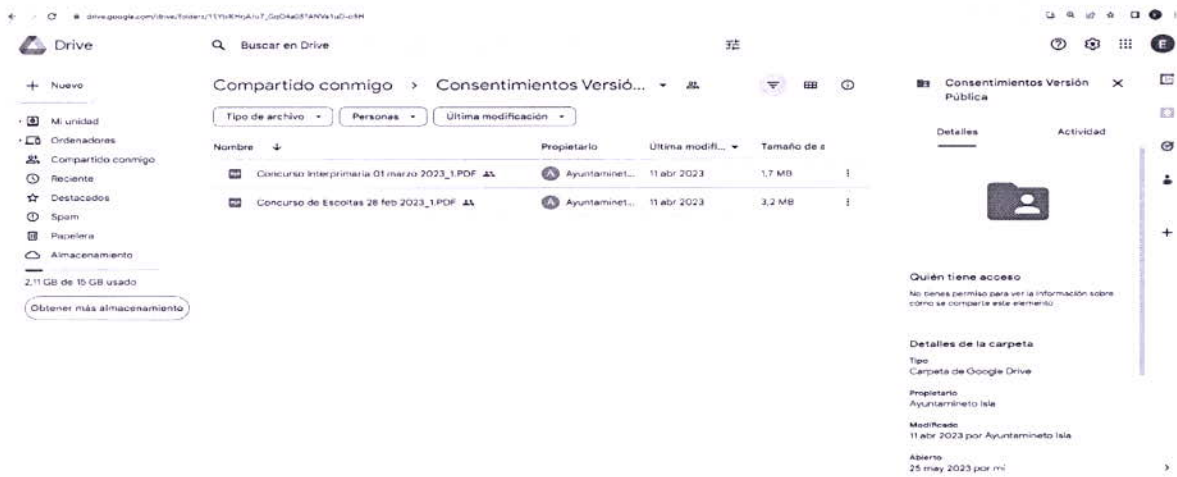 Drive
Buscar en Drive
E
Nuevo
Mi unidad
Ordenadores
Compartido conmigo
Reciente
Destacados
Spam
Papelera
Almacenamiento
2,11 GB de 15 GB usado
Obtener más almacenamiento
Compartido conmigo > Consentimientos Versió...
Tipo de archivo
Personas
Última modificación
Nombre
Propietario
Última modifi...
Tamaño de a
Concurso Interprimaria 01 marzo 2023_1.PDF
A
Ayuntaminet...
11 abr 2023
1,7 MB
Concurso de Escoltas 28 feb 2023_1.PDF
A
Ayuntaminet...
11 abr 2023
3,2 MB
Consentimientos Versión
Pública
Detalles
Actividad
Quién tiene acceso
No tienes permiso para ver la información sobre
cómo se comparte este elemento
Detalles de la carpeta
Tipo
Carpeta de Google Drive
Propietario
Ayuntamineto Isla
Modificado
11 abr 2023 por Ayuntamineto Isla
Abierto
25 may 2023 por mí